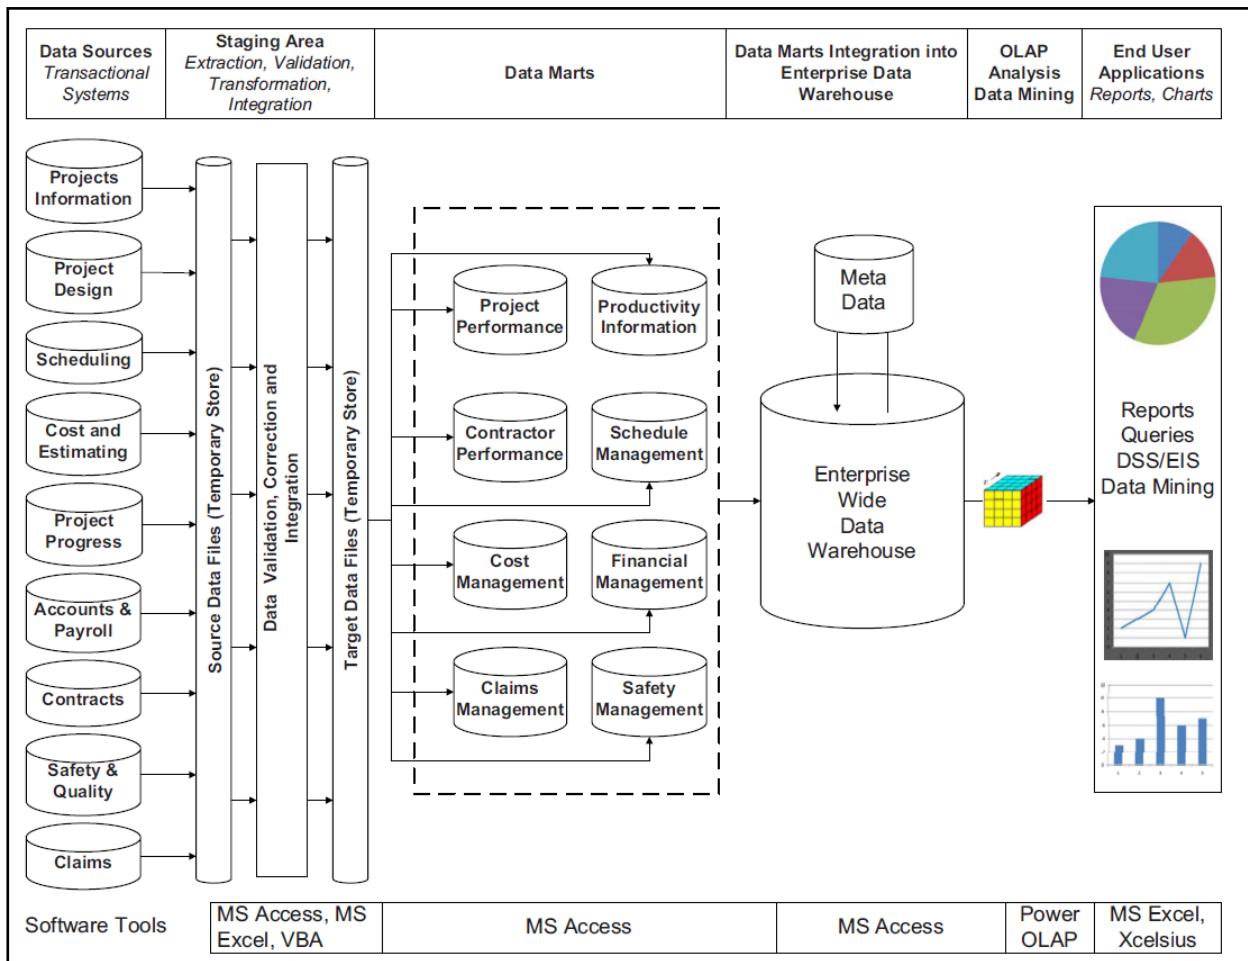 Data Sources
Transactional
Systems
Staging Area
Extraction, Validation,
Transformation,
Integration
Data Marts
Data Marts Integration into
Enterprise Data
Warehouse
OLAP
Analysis
Data Mining
End User
Applications
Reports, Charts
Projects
Information
Project
Design
Scheduling
Cost and
Estimating
Project
Progress
Accounts &
Payroll
Contracts
Safety &
Quality
Claims
Source Data Files (Temporary Store)
Data Validation, Correction and
Integration
Target Data Files (Temporary Store)
Project
Performance
Productivity
Information
Contractor
Performance
Schedule
Management
Cost
Management
Financial
Management
Claims
Management
Safety
Management
Meta
Data
Enterprise
Wide
Data
Warehouse
Reports
Queries
DSS/EIS
Data Mining
Software Tools
MS Access, MS
Excel, VBA
MS Access
MS Access
Power
OLAP
MS Excel,
Xcelsius